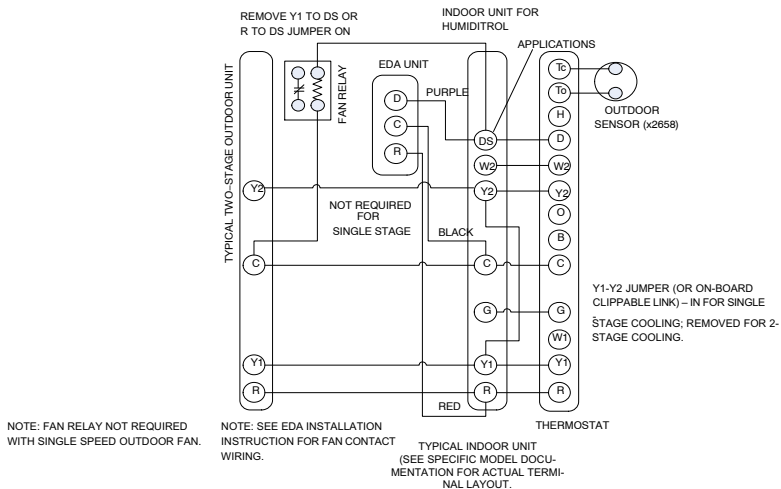 REMOVE Y1 TO DS OR
R TO DS JUMPER ON
INDOOR UNIT FOR
HUMIDITROL
APPLICATIONS
EDA UNIT
FAN RELAY
TYPICAL TWO–STAGE OUTDOOR UNIT
D
C
R
PURPLE
BLACK
RED
NOT REQUIRED
FOR
SINGLE STAGE
Y2
C
Y1
R
DS
W2
Y2
C
G
Y1
R
Tc
To
H
D
W2
Y2
O
B
C
G
W1
Y1
R
OUTDOOR
SENSOR (x2658)
Y1-Y2 JUMPER (OR ON-BOARD
CLIPPABLE LINK) – IN FOR SINGLE
-
STAGE COOLING; REMOVED FOR 2-
STAGE COOLING.
THERMOSTAT
NOTE: FAN RELAY NOT REQUIRED
WITH SINGLE SPEED OUTDOOR FAN.
NOTE: SEE EDA INSTALLATION
INSTRUCTION FOR FAN CONTACT
WIRING.
TYPICAL INDOOR UNIT
(SEE SPECIFIC MODEL DOCU-
MENTATION FOR ACTUAL TERMI-
NAL LAYOUT.